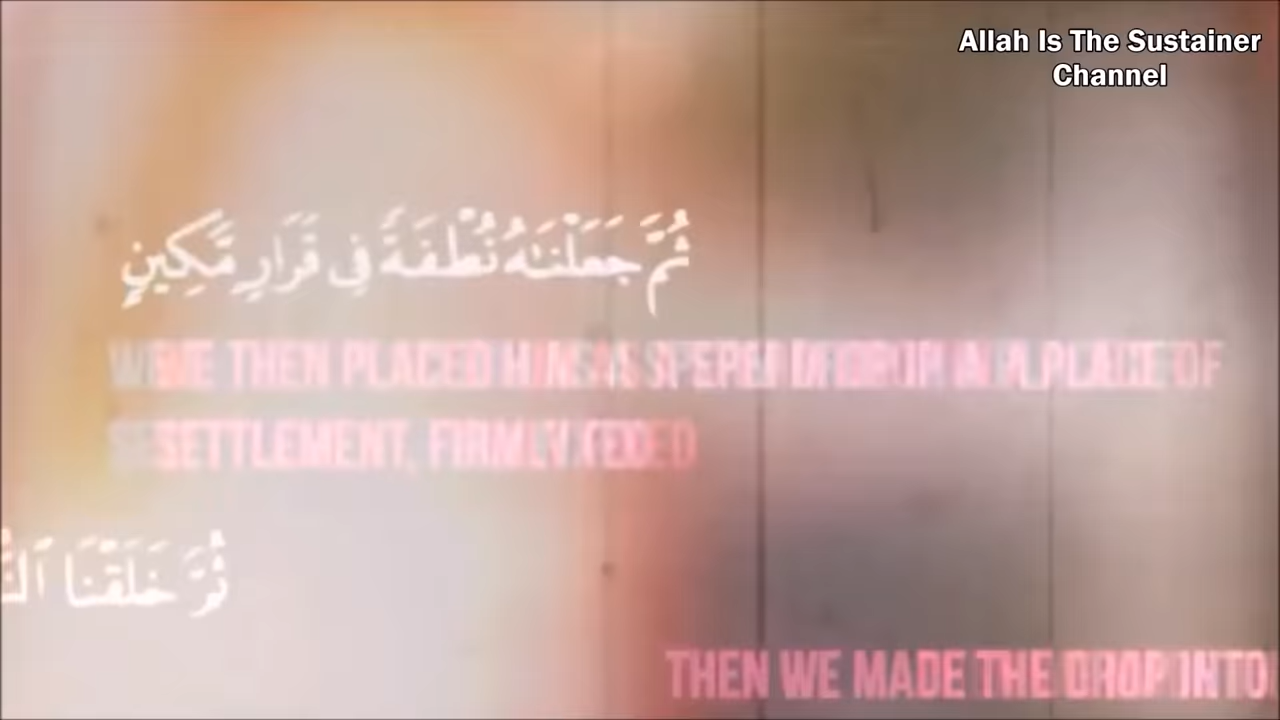 Allah Is The Sustainer
Channel
ثُمَّ جَعَلْنَـٰهُ نُطْفَةً فِي قَرَارٍ مَّكِينٍ
WE THEN PLACED HIM AS A SPERM DROP IN A PLACE OF
SETTLEMENT, FIRMLY FIXED
ثُمَّ خَلَقْنَا
THEN WE MADE THE DROP INTO